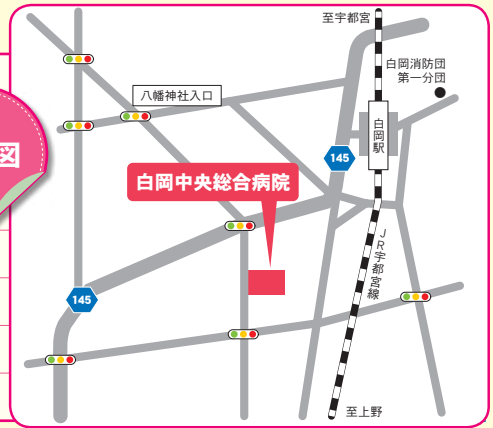 至宇都宮
白岡消防団
第一分団
八幡神社入口
白岡駅
図
145
白岡中央総合病院
JR宇都宮線
145
至上野